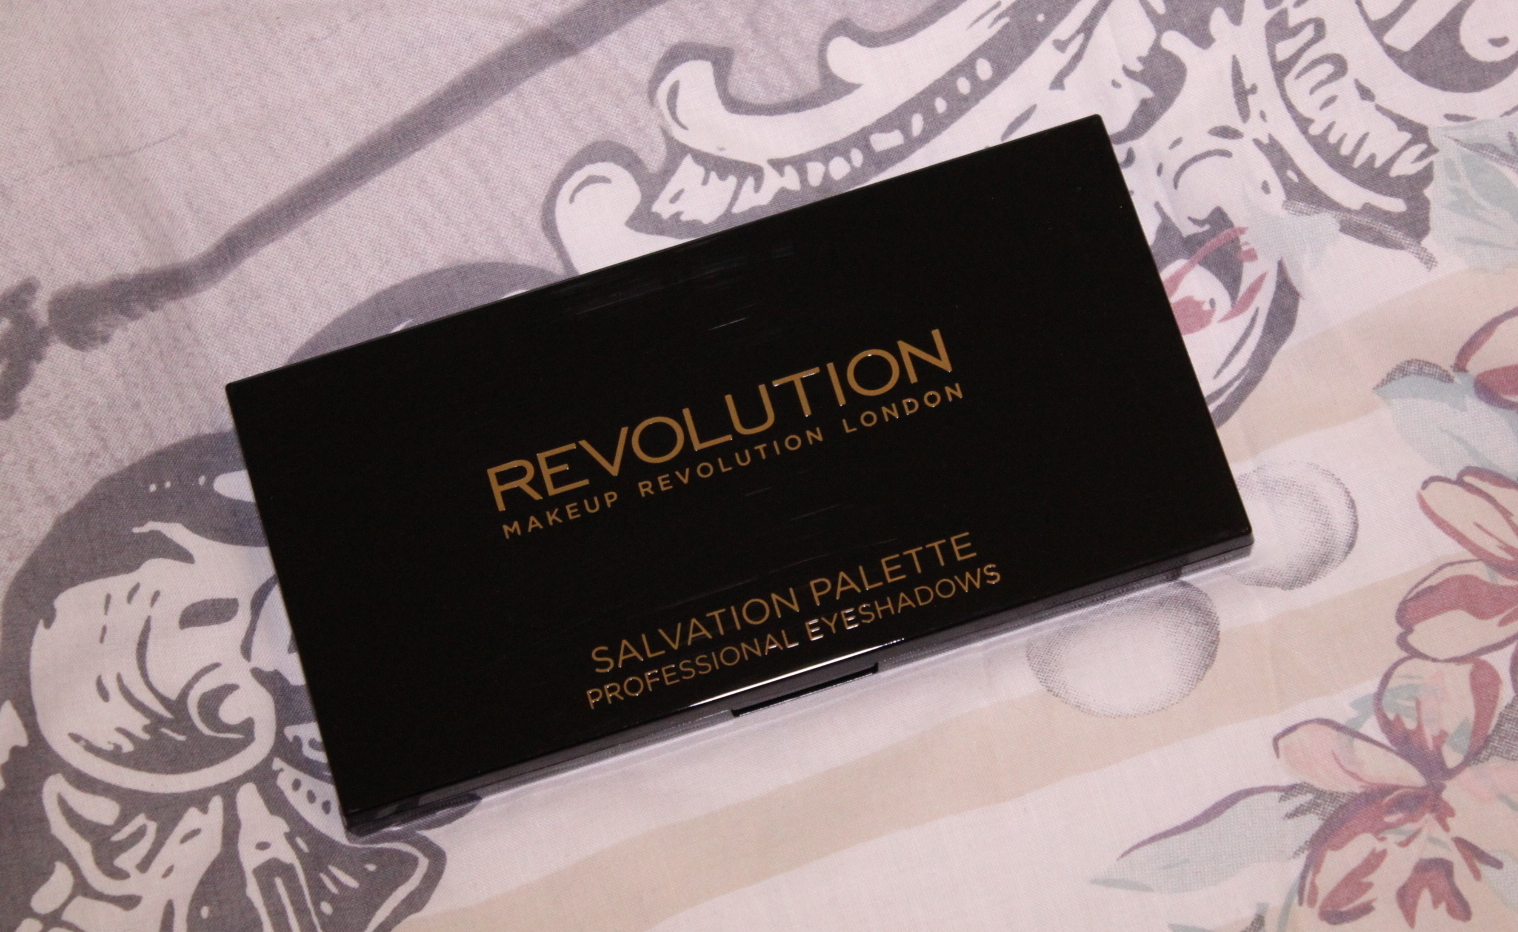 REVOLUTION
MAKEUP REVOLUTION LONDON
SALVATION PALETTE
PROFESSIONAL EYESHADOWS